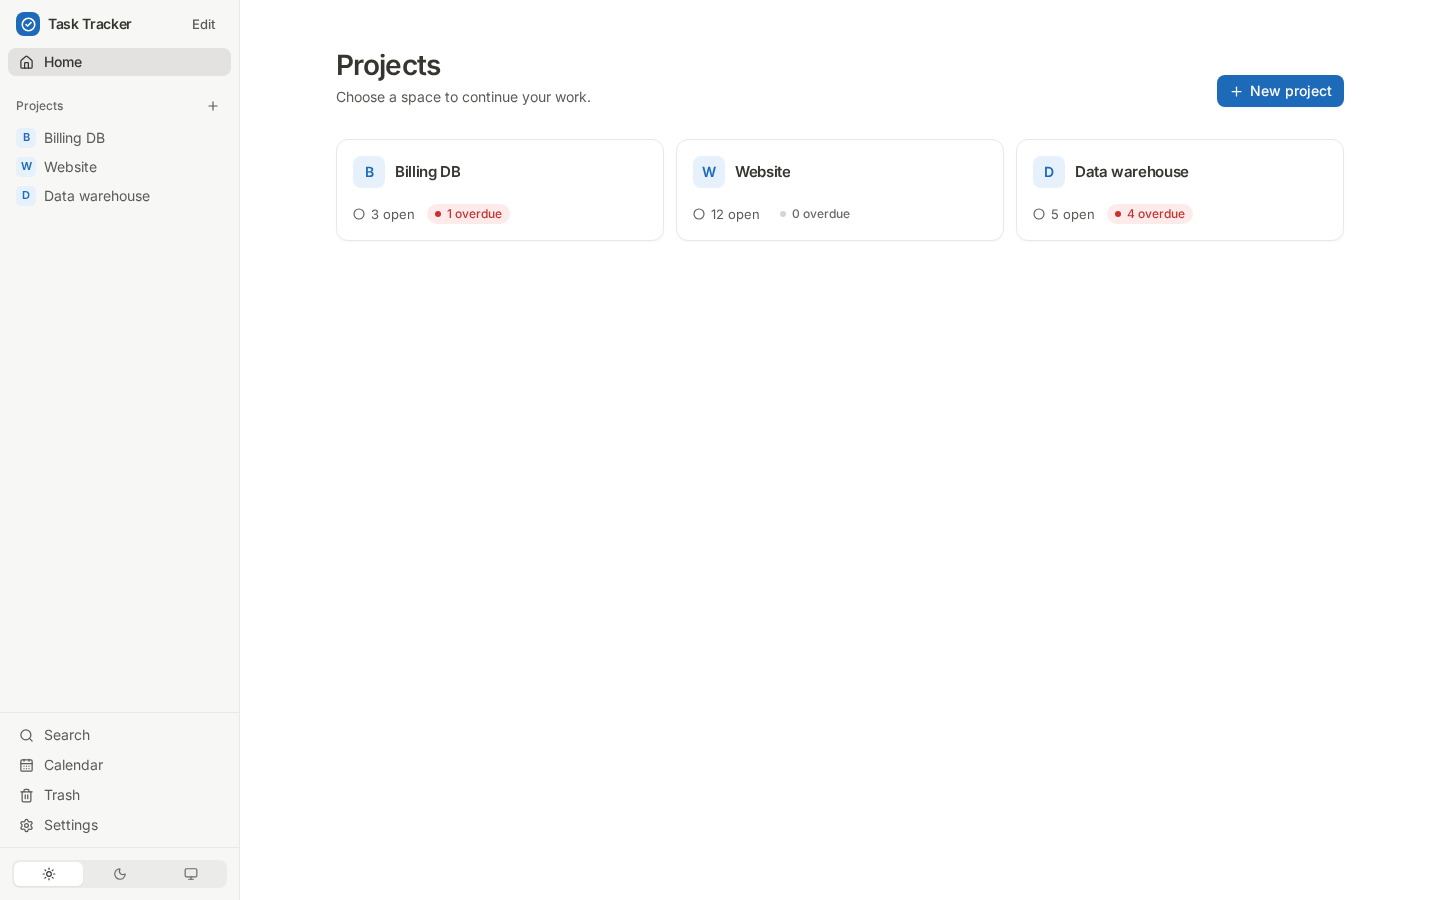 Task Tracker
Edit
Home
Projects
B Billing DB
W Website
D Data warehouse
Search
Calendar
Trash
Settings
Projects
Choose a space to continue your work.
New project
B Billing DB
3 open 1 overdue
W Website
12 open 0 overdue
D Data warehouse
5 open 4 overdue